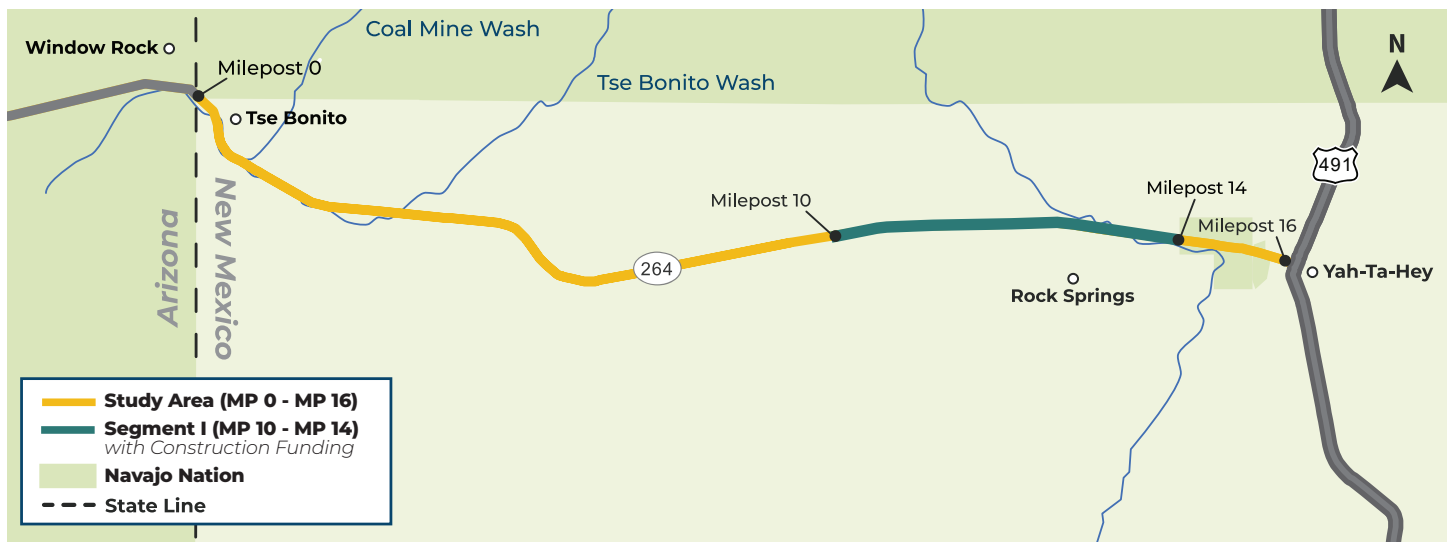 Coal Mine Wash
Window Rock
N
Milepost 0
Tse Bonito Wash
Tse Bonito
491
Arizona
New Mexico
Milepost 10
Milepost 14
Milepost 16
264
Yah-Ta-Hey
Rock Springs
Study Area (MP 0 - MP 16)
Segment I (MP 10 - MP 14)
with Construction Funding
Navajo Nation
State Line